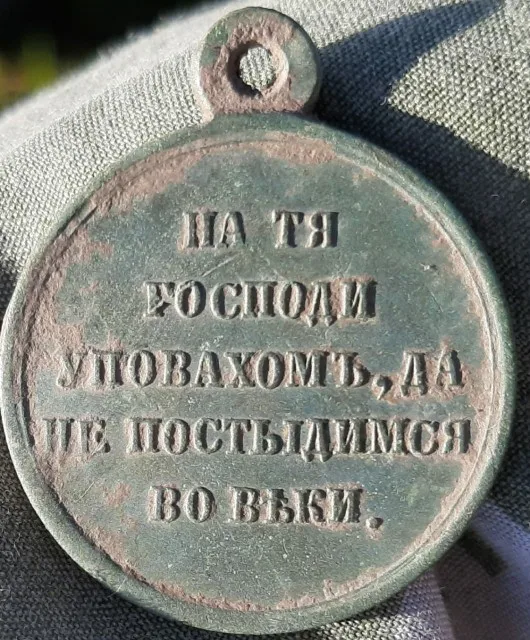 НА ТЯ
ГОСПОДИ
УПОВАХОМЪ, ДА
НЕ ПОСТЫДИМСЯ
ВО ВѢКИ.